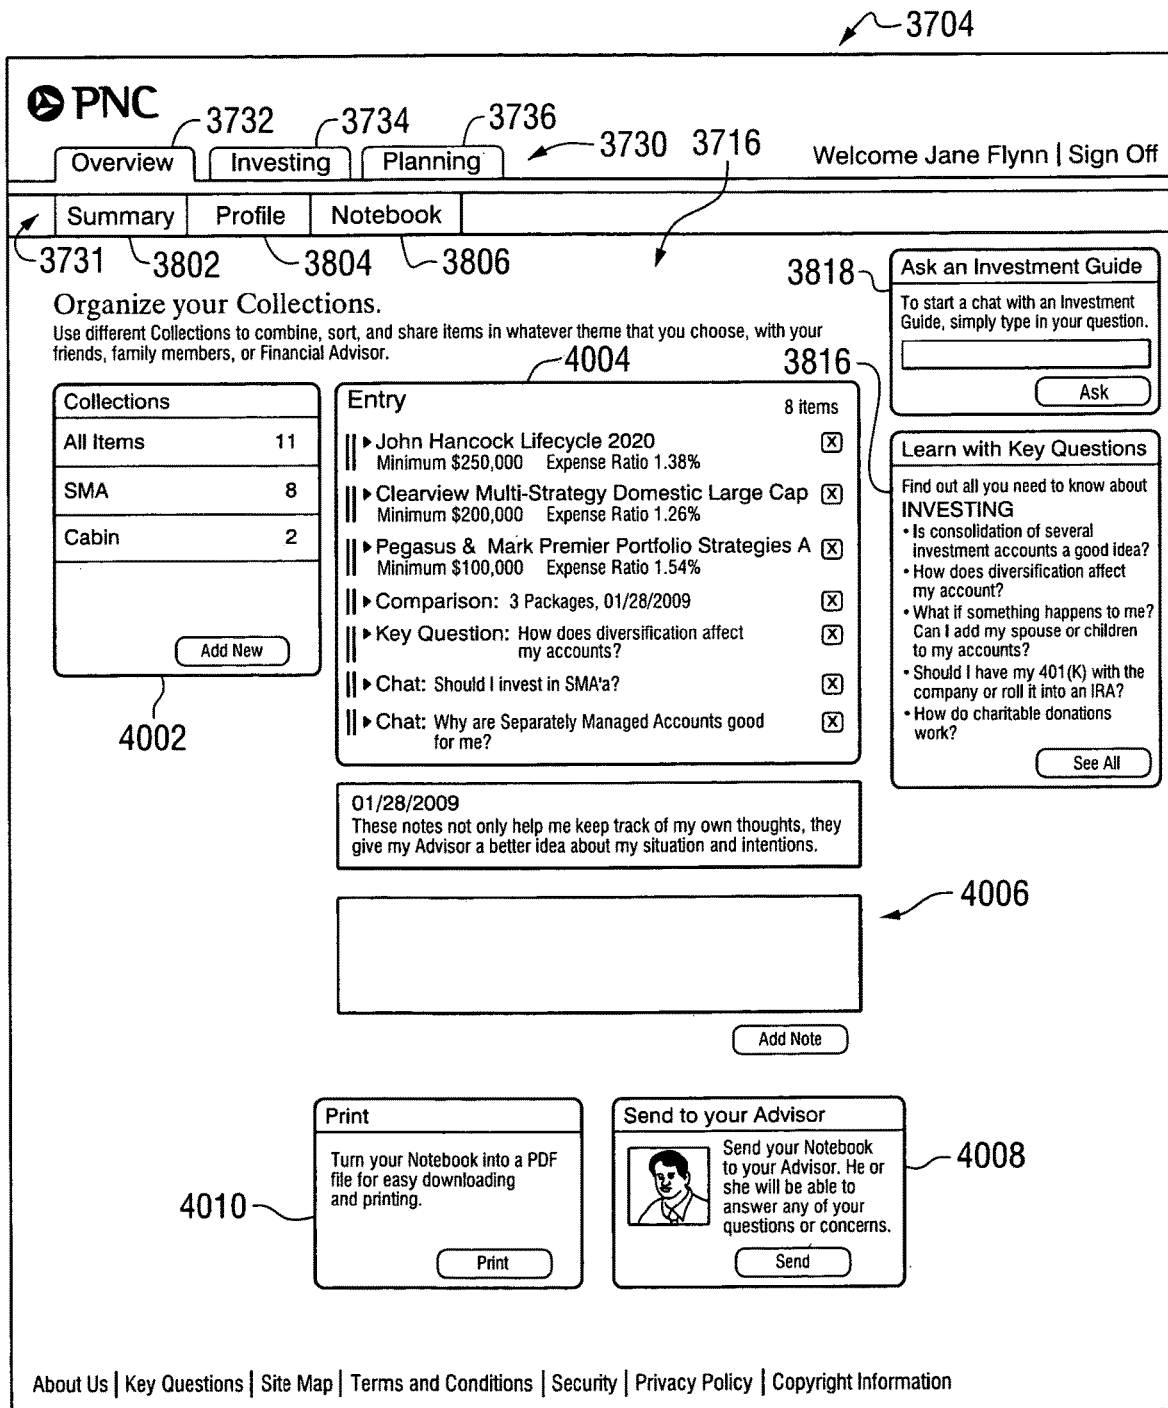 3704
PNC
3732
3734
3736
3730
3716
Overview
Investing
Planning
Welcome Jane Flynn | Sign Off
Summary
Profile
Notebook
3731
3802
3804
3806
Organize your Collections.
Use different Collections to combine, sort, and share items in whatever theme that you choose, with your
friends, family members, or Financial Advisor.
3818
Ask an Investment Guide
To start a chat with an Investment
Guide, simply type in your question.
Ask
4004
3816
Collections
All Items 11
SMA 8
Cabin 2
Add New
4002
Entry
8 items
John Hancock Lifecycle 2020 X
Minimum $250,000 Expense Ratio 1.38%
Clearview Multi-Strategy Domestic Large Cap X
Minimum $200,000 Expense Ratio 1.26%
Pegasus & Mark Premier Portfolio Strategies A X
Minimum $100,000 Expense Ratio 1.54%
Comparison: 3 Packages, 01/28/2009 X
Key Question: How does diversification affect X
my accounts?
Chat: Should I invest in SMA'a? X
Chat: Why are Separately Managed Accounts good X
for me?
Learn with Key Questions
Find out all you need to know about
INVESTING
• Is consolidation of several
investment accounts a good idea?
• How does diversification affect
my account?
• What if something happens to me?
Can I add my spouse or children
to my accounts?
• Should I have my 401(K) with the
company or roll it into an IRA?
• How do charitable donations
work?
See All
01/28/2009
These notes not only help me keep track of my own thoughts, they
give my Advisor a better idea about my situation and intentions.
4006
Add Note
Print
Turn your Notebook into a PDF
file for easy downloading
and printing.
Print
4010
Send to your Advisor
Send your Notebook
to your Advisor. He or
she will be able to
answer any of your
questions or concerns.
Send
4008
About Us | Key Questions | Site Map | Terms and Conditions | Security | Privacy Policy | Copyright Information